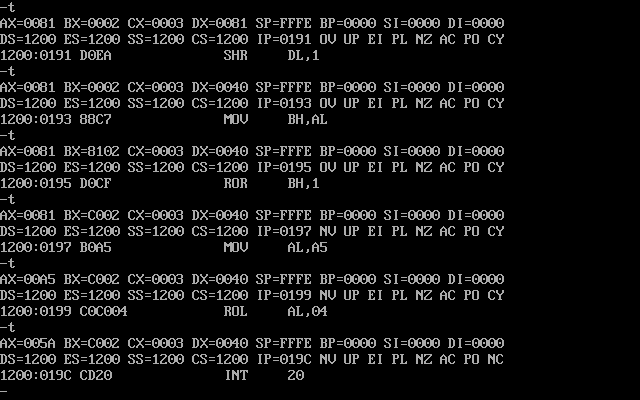 -t
AX=0081 BX=0002 CX=0003 DX=0081 SP=FFFE BP=0000 SI=0000 DI=0000
DS=1200 ES=1200 SS=1200 CS=1200 IP=0191 OV UP EI PL NZ AC PO CY
1200:0191 D0EA              SHR     DL,1
-t
AX=0081 BX=0002 CX=0003 DX=0040 SP=FFFE BP=0000 SI=0000 DI=0000
DS=1200 ES=1200 SS=1200 CS=1200 IP=0193 OV UP EI PL NZ AC PO CY
1200:0193 88C7              MOV     BH,AL
-t
AX=0081 BX=8102 CX=0003 DX=0040 SP=FFFE BP=0000 SI=0000 DI=0000
DS=1200 ES=1200 SS=1200 CS=1200 IP=0195 OV UP EI PL NZ AC PO CY
1200:0195 D0CF              ROR     BH,1
-t
AX=0081 BX=C002 CX=0003 DX=0040 SP=FFFE BP=0000 SI=0000 DI=0000
DS=1200 ES=1200 SS=1200 CS=1200 IP=0197 NV UP EI PL NZ AC PO CY
1200:0197 B0A5              MOV     AL,A5
-t
AX=00A5 BX=C002 CX=0003 DX=0040 SP=FFFE BP=0000 SI=0000 DI=0000
DS=1200 ES=1200 SS=1200 CS=1200 IP=0199 NV UP EI PL NZ AC PO CY
1200:0199 C0C004            ROL     AL,04
-t
AX=005A BX=C002 CX=0003 DX=0040 SP=FFFE BP=0000 SI=0000 DI=0000
DS=1200 ES=1200 SS=1200 CS=1200 IP=019C NV UP EI PL NZ AC PO NC
1200:019C CD20              INT     20
-